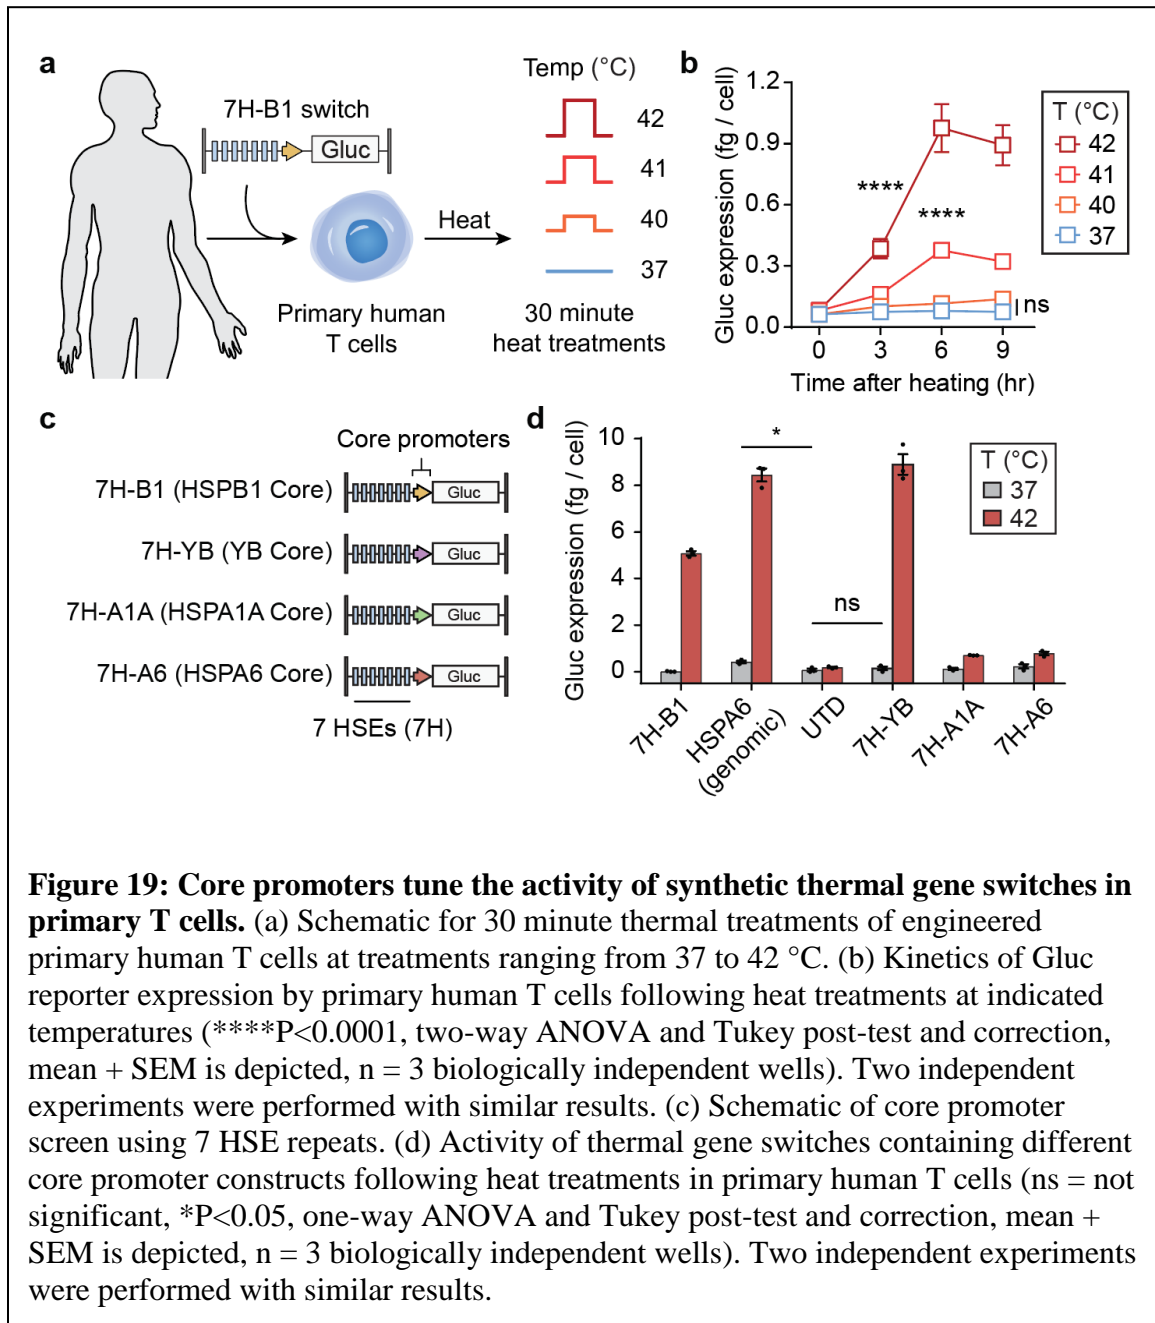 a
7H-B1 switch
Gluc
Primary human
T cells
Heat
Temp (°C)
42
41
40
37
30 minute
heat treatments
b
Gluc expression (fg / cell)
1.2
0.9
0.6
0.3
0.0
****
****
ns
0 3 6 9
Time after heating (hr)
T (°C)
42
41
40
37
c
Core promoters
7H-B1 (HSPB1 Core) Gluc
7H-YB (YB Core) Gluc
7H-A1A (HSPA1A Core) Gluc
7H-A6 (HSPA6 Core) Gluc
7 HSEs (7H)
d
Gluc expression (fg / cell)
10
8
6
4
2
0
*
ns
T (°C)
37
42
7H-B1
HSPA6
(genomic)
UTD
7H-YB
7H-A1A
7H-A6
Figure 19: Core promoters tune the activity of synthetic thermal gene switches in
primary T cells. (a) Schematic for 30 minute thermal treatments of engineered
primary human T cells at treatments ranging from 37 to 42 °C. (b) Kinetics of Gluc
reporter expression by primary human T cells following heat treatments at indicated
temperatures (****P<0.0001, two-way ANOVA and Tukey post-test and correction,
mean + SEM is depicted, n = 3 biologically independent wells). Two independent
experiments were performed with similar results. (c) Schematic of core promoter
screen using 7 HSE repeats. (d) Activity of thermal gene switches containing different
core promoter constructs following heat treatments in primary human T cells (ns = not
significant, *P<0.05, one-way ANOVA and Tukey post-test and correction, mean +
SEM is depicted, n = 3 biologically independent wells). Two independent experiments
were performed with similar results.